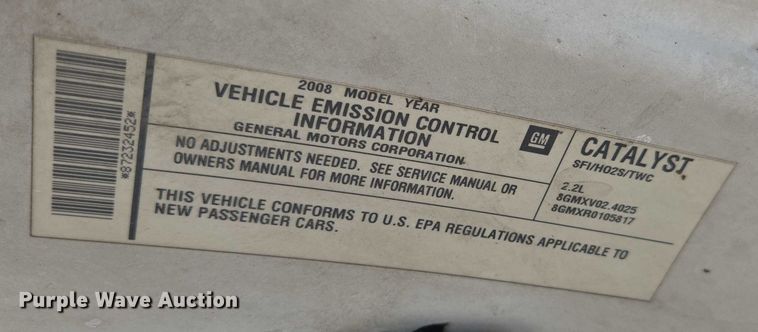 *87232452*
2008 MODEL YEAR
VEHICLE EMISSION CONTROL
INFORMATION
GENERAL MOTORS CORPORATION
GM
NO ADJUSTMENTS NEEDED. SEE SERVICE MANUAL OR
OWNERS MANUAL FOR MORE INFORMATION.
CATALYST
SFI/HO2S/TWC
2.2L
8GMXV02.4025
8GMXR0105817
THIS VEHICLE CONFORMS TO U.S. EPA REGULATIONS APPLICABLE TO
NEW PASSENGER CARS.
Purple Wave Auction